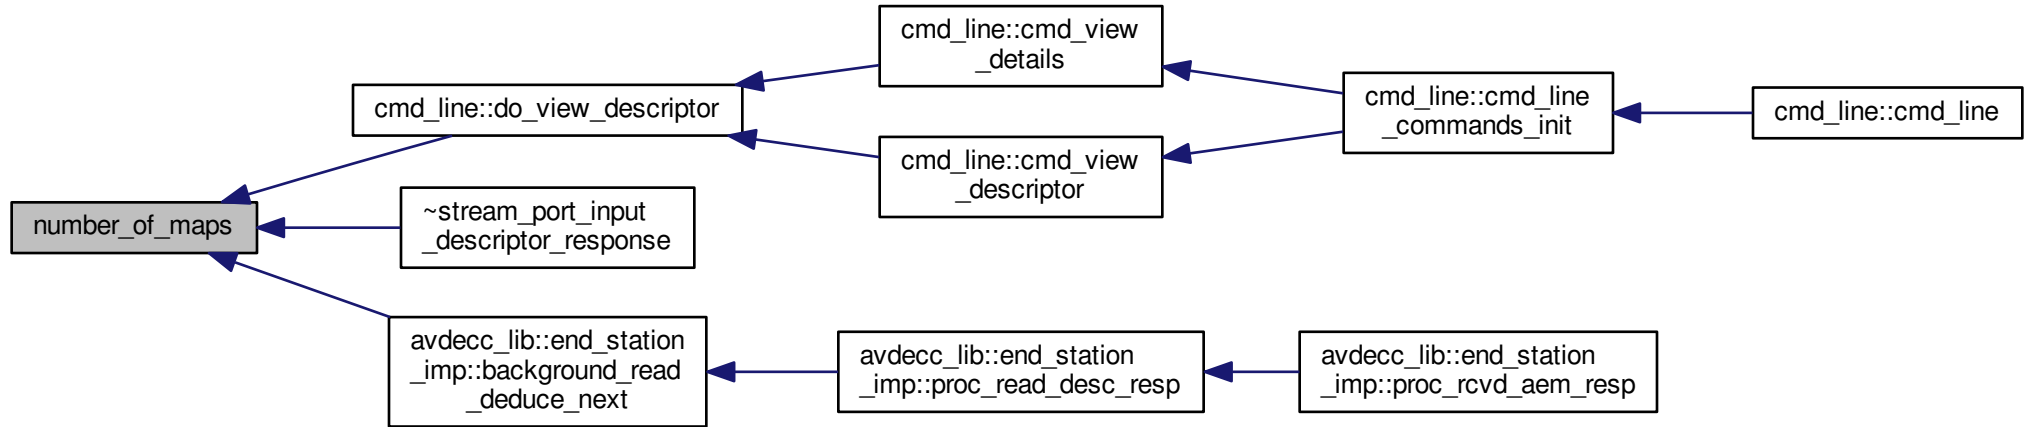 number_of_maps
cmd_line::do_view_descriptor
cmd_line::cmd_view
_details
cmd_line::cmd_view
_descriptor
cmd_line::cmd_line
_commands_init
cmd_line::cmd_line
~stream_port_input
_descriptor_response
avdecc_lib::end_station
_imp::background_read
_deduce_next
avdecc_lib::end_station
_imp::proc_read_desc_resp
avdecc_lib::end_station
_imp::proc_rcvd_aem_resp